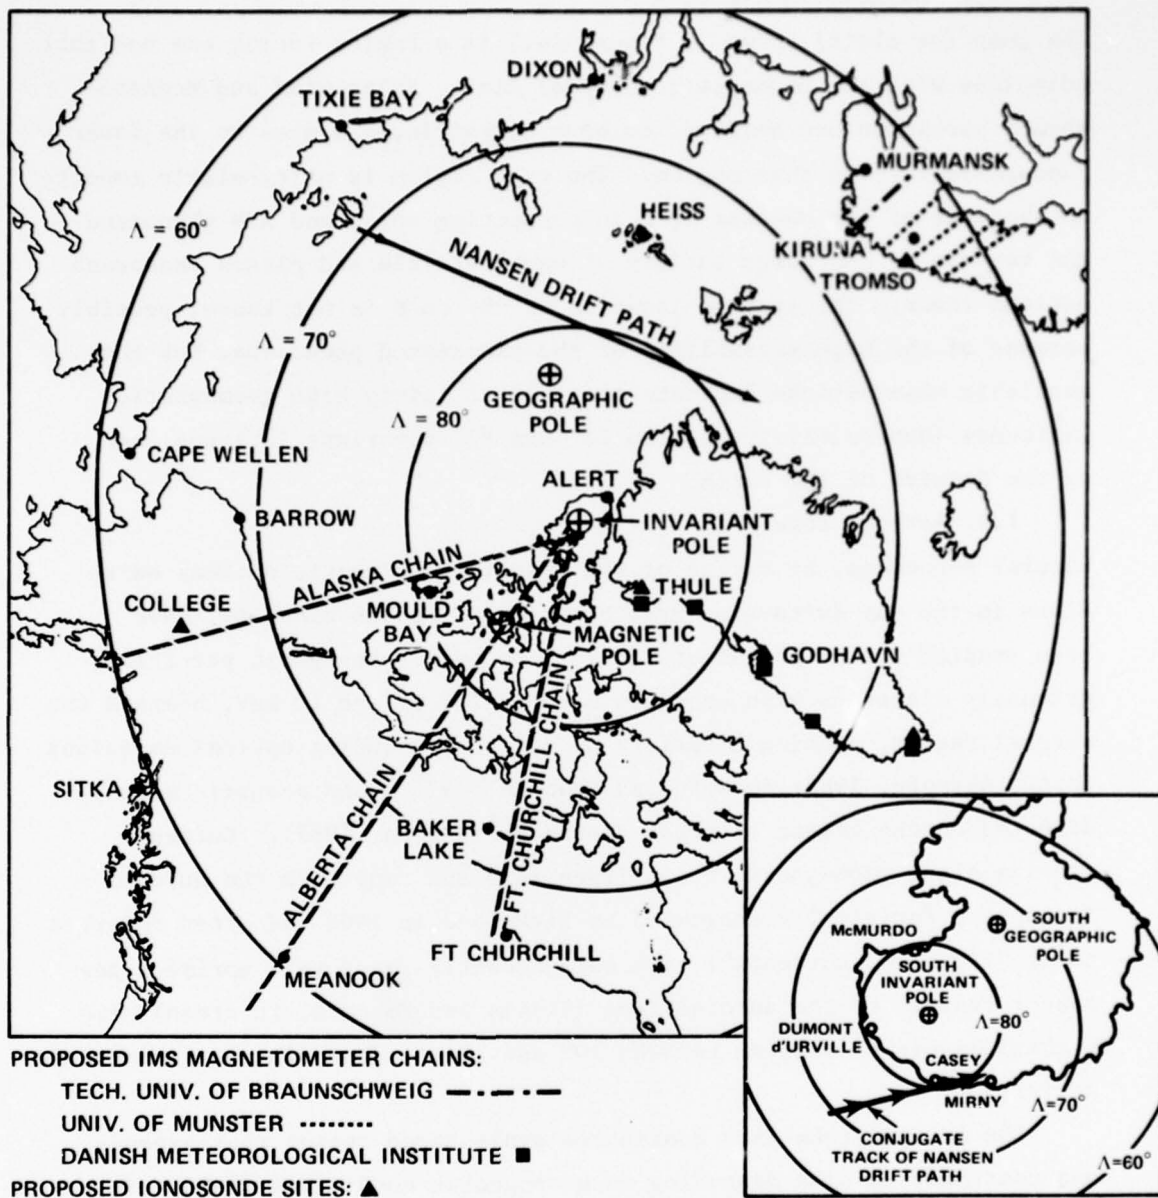 DIXON
TIXIE BAY
MURMANSK
HEISS
Λ = 60°
KIRUNA
TROMSO
NANSEN DRIFT PATH
Λ = 70°
GEOGRAPHIC
POLE
Λ = 80°
CAPE WELLEN
ALERT
BARROW
INVARIANT
POLE
ALASKA CHAIN
COLLEGE
THULE
MOULD
BAY
MAGNETIC
POLE
GODHAVN
FT. CHURCHILL CHAIN
ALBERTA CHAIN
SITKA
BAKER
LAKE
FT CHURCHILL
MEANOOK
McMURDO
SOUTH
GEOGRAPHIC
POLE
SOUTH
INVARIANT
POLE
Λ=80°
DUMONT
d'URVILLE
CASEY
MIRNY
Λ=70°
CONJUGATE
TRACK OF NANSEN
DRIFT PATH
Λ=60°
PROPOSED IMS MAGNETOMETER CHAINS:
TECH. UNIV. OF BRAUNSCHWEIG
UNIV. OF MUNSTER
DANISH METEOROLOGICAL INSTITUTE ■
PROPOSED IONOSONDE SITES: ▲